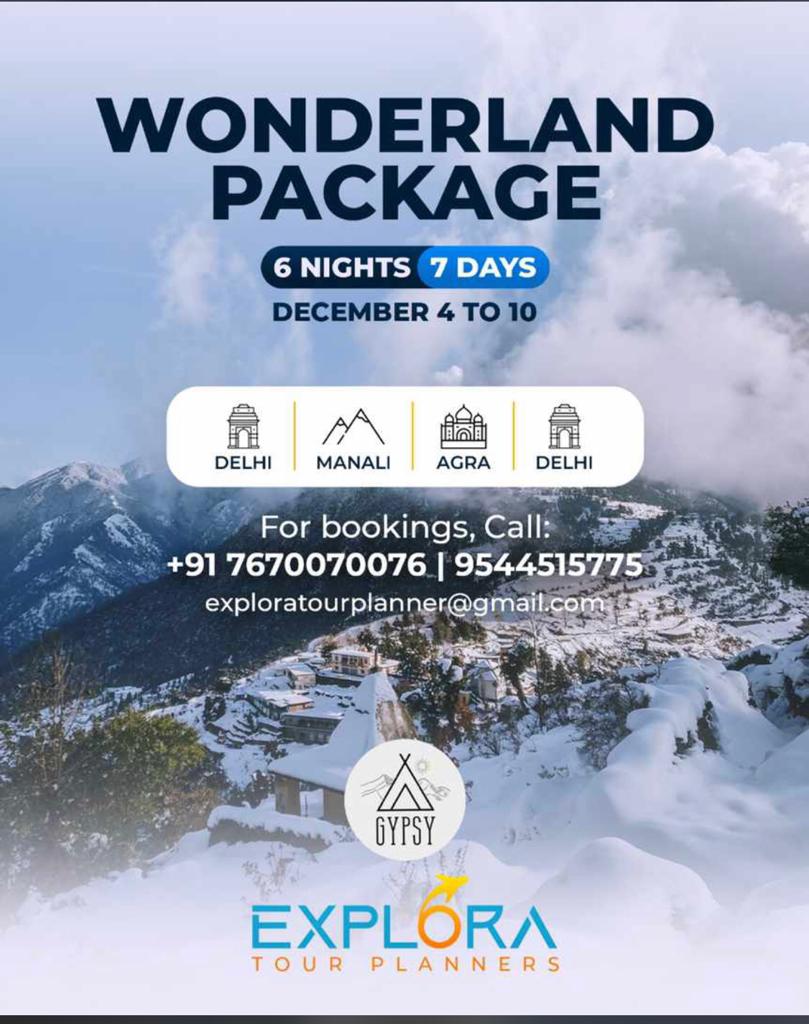 WONDERLAND
PACKAGE
6 NIGHTS 7 DAYS
DECEMBER 4 TO 10
DELHI MANALI AGRA DELHI
For bookings, Call:
+91 7670070076 | 9544515775
exploratourplanner@gmail.com
GYPSY
EXPLORA
TOUR PLANNERS